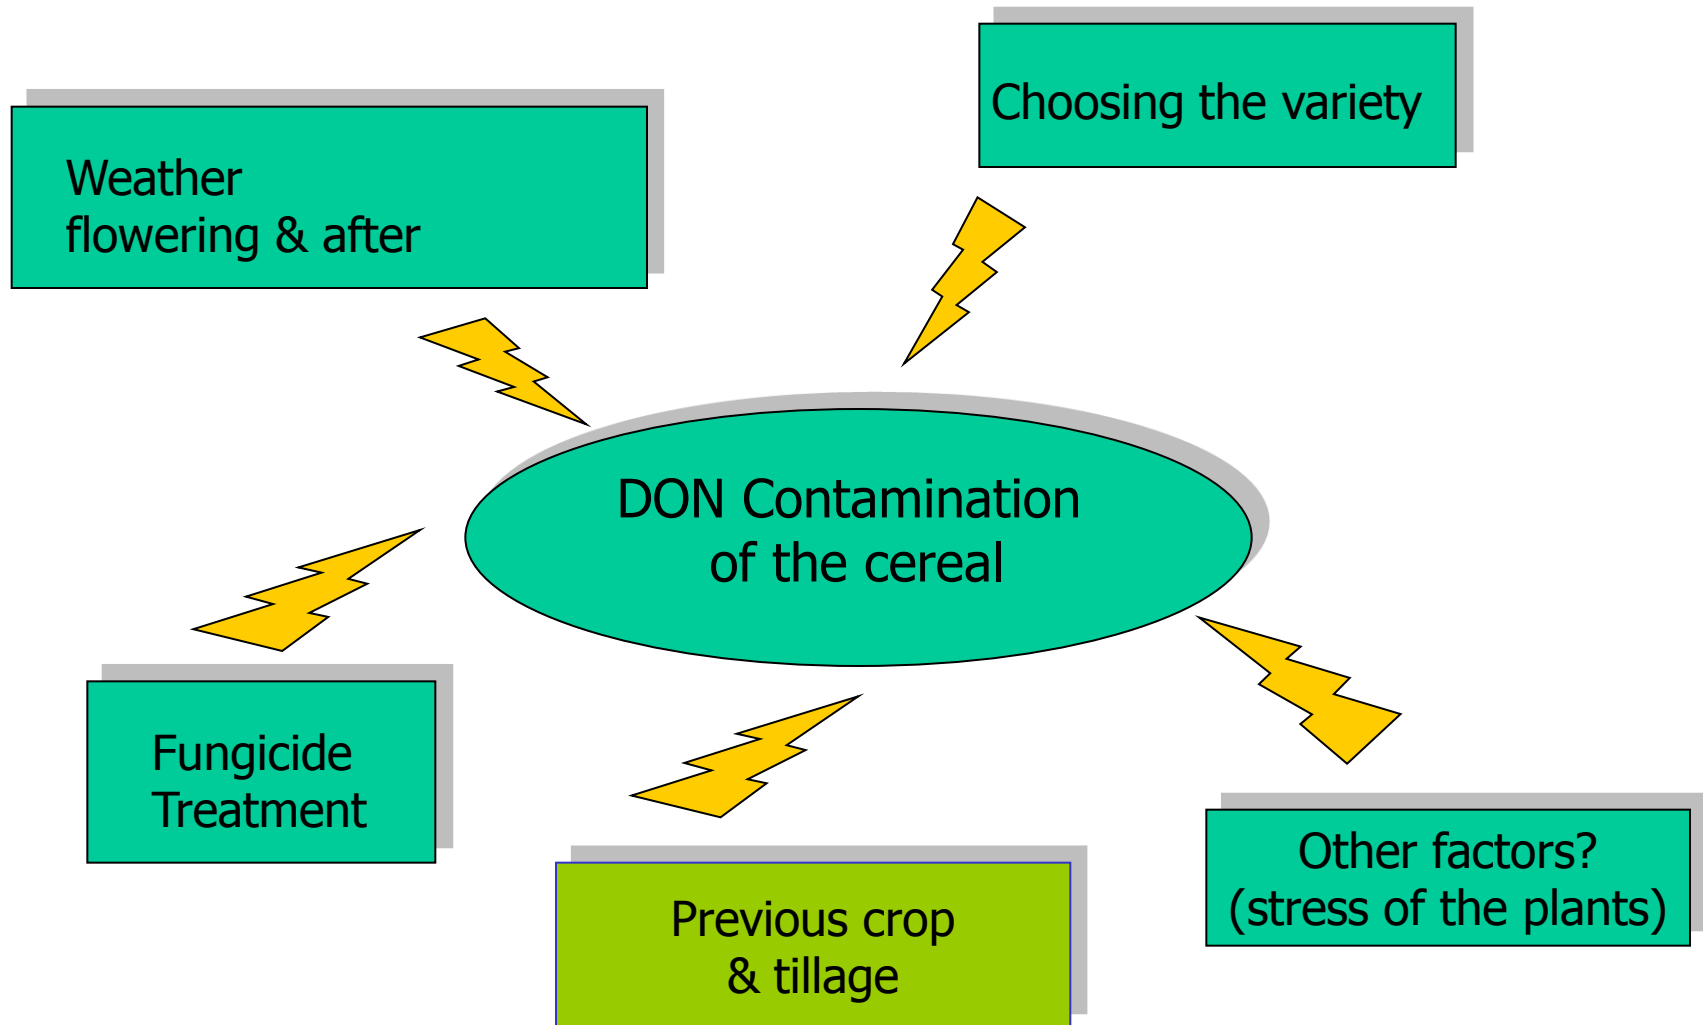 Choosing the variety
Weather
flowering & after
DON Contamination
of the cereal
Fungicide
Treatment
Previous crop
& tillage
Other factors?
(stress of the plants)